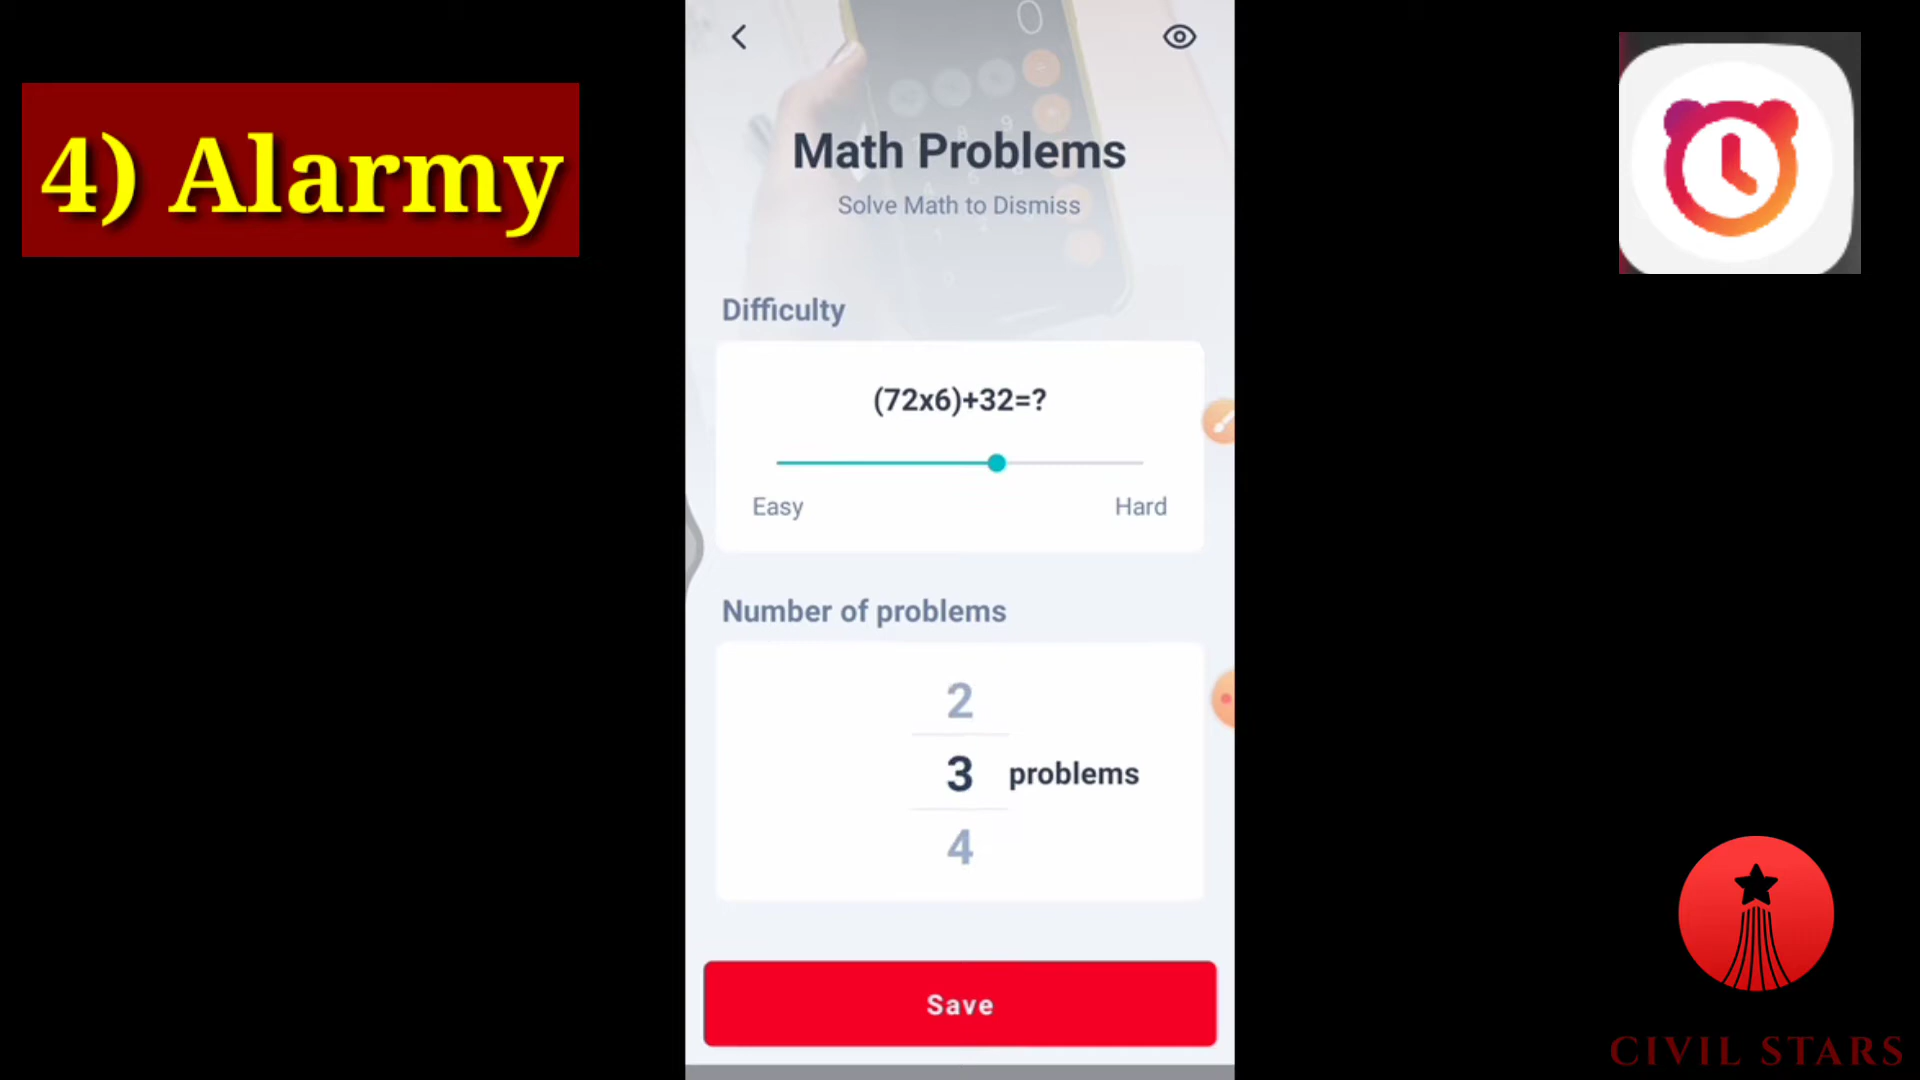 4) Alarmy
Math Problems
Solve Math to Dismiss
Difficulty
(72x6)+32=?
Easy
Hard
Number of problems
2
3 problems
4
Save
CIVIL STARS